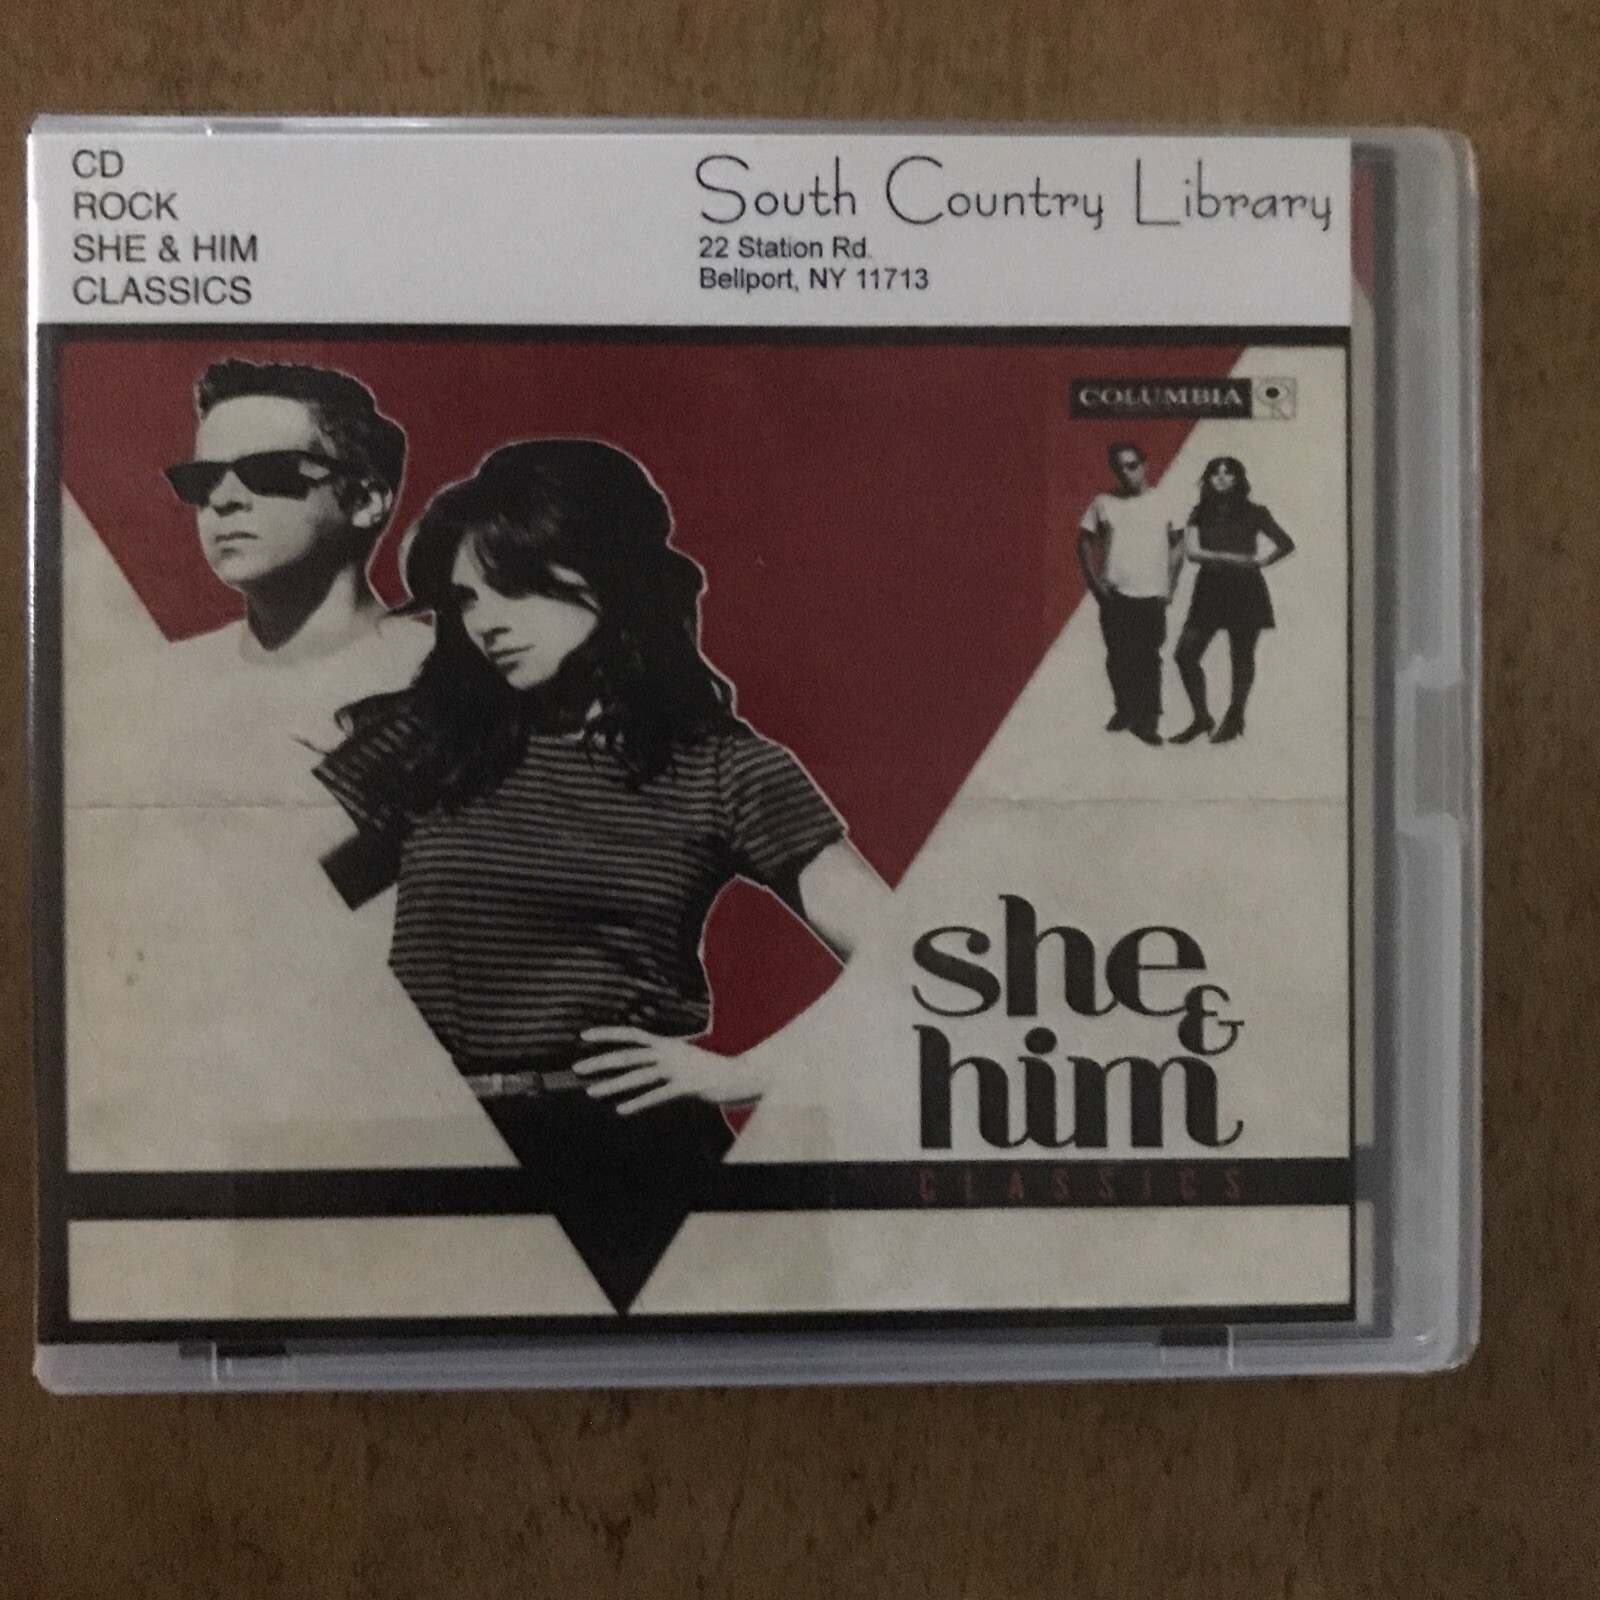 CD
ROCK
SHE & HIM
CLASSICS
South Country Library
22 Station Rd.
Bellport, NY 11713
COLUMBIA
she &
him
CLASSICS